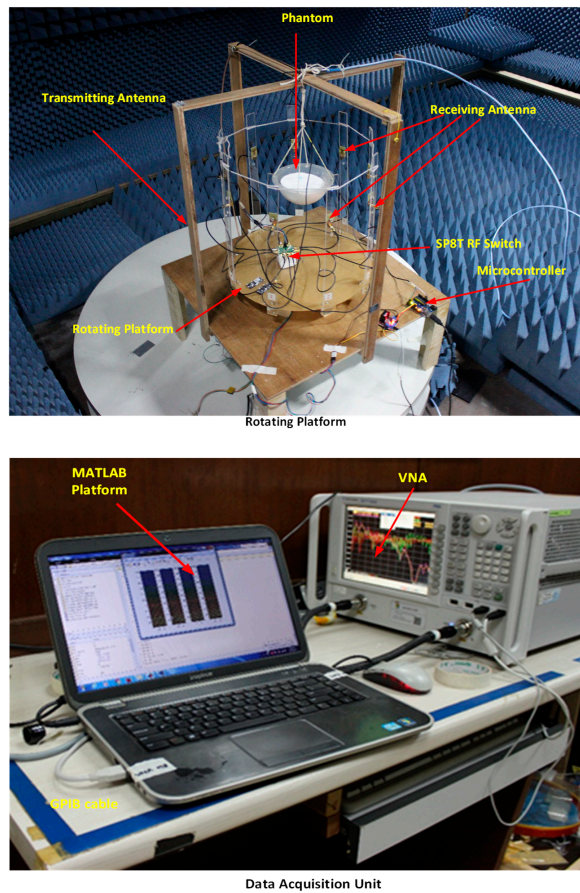 Phantom
Transmitting Antenna
Receiving Antenna
SP8T RF Switch
Microcontroller
Rotating Platform
Rotating Platform
MATLAB
Platform
VNA
GPIB cable
Data Acquisition Unit